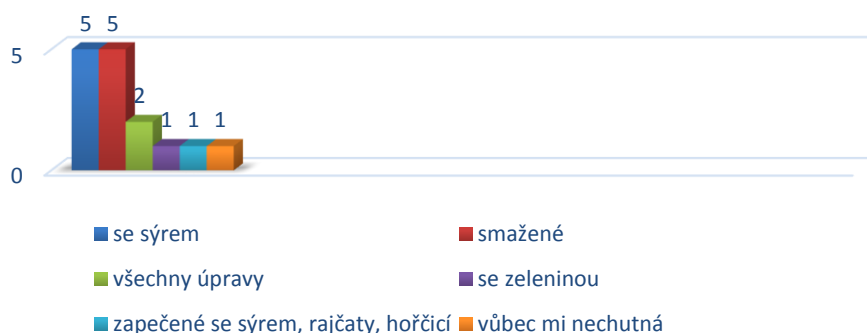 5 5
5
2
1 1 1
0
se sýrem smažené
všechny úpravy se zeleninou
zapečené se sýrem, rajčaty, hořčicí vůbec mi nechutná